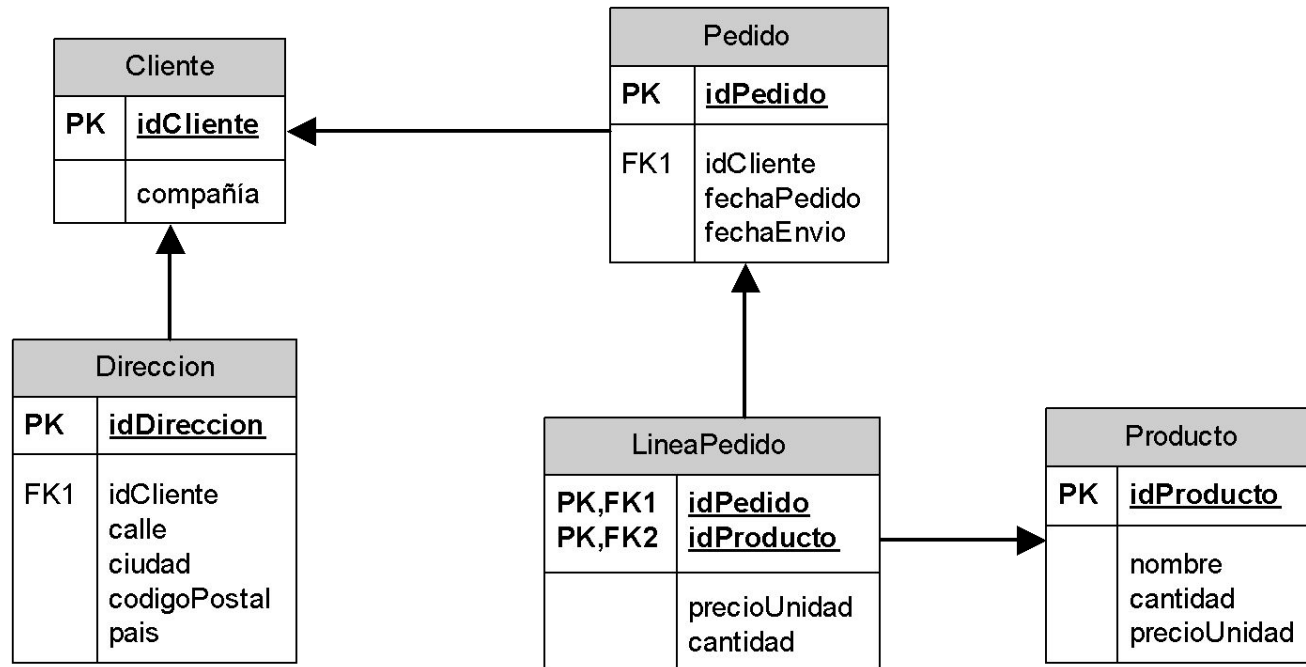 Cliente
PK idCliente
compañía
Pedido
PK idPedido
FK1 idCliente
fechaPedido
fechaEnvio
Direccion
PK idDireccion
FK1 idCliente
calle
ciudad
codigoPostal
pais
LineaPedido
PK,FK1 idPedido
PK,FK2 idProducto
precioUnidad
cantidad
Producto
PK idProducto
nombre
cantidad
precioUnidad